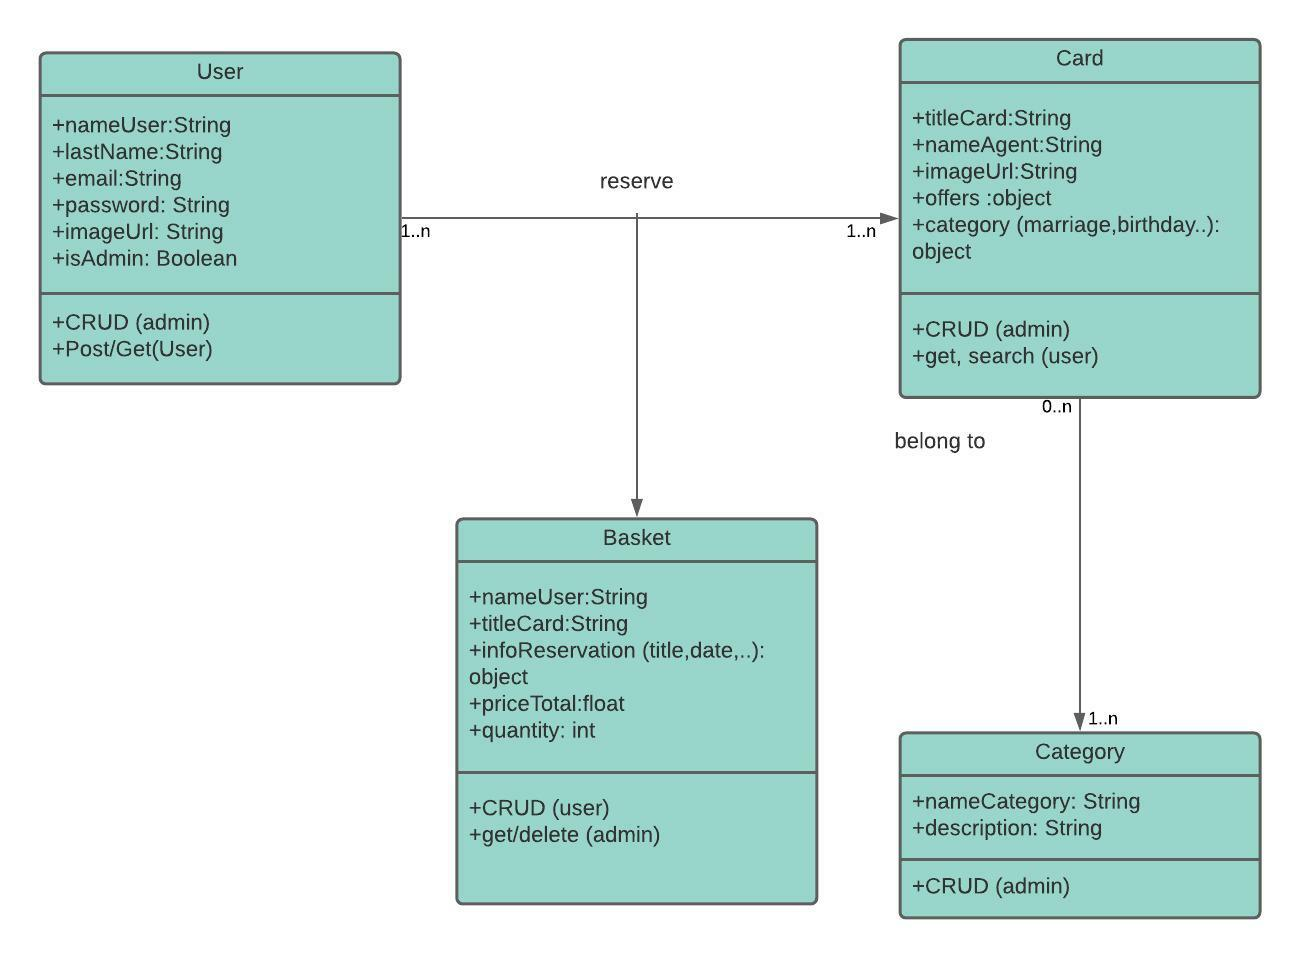 User
+nameUser:String
+lastName:String
+email:String
+password: String
+imageUrl: String
+isAdmin: Boolean
+CRUD (admin)
+Post/Get(User)
reserve
1..n
1..n
Card
+titleCard:String
+nameAgent:String
+imageUrl:String
+offers :object
+category (marriage,birthday..):
object
+CRUD (admin)
+get, search (user)
0..n
belong to
1..n
Basket
+nameUser:String
+titleCard:String
+infoReservation (title,date,..):
object
+priceTotal:float
+quantity: int
+CRUD (user)
+get/delete (admin)
Category
+nameCategory: String
+description: String
+CRUD (admin)